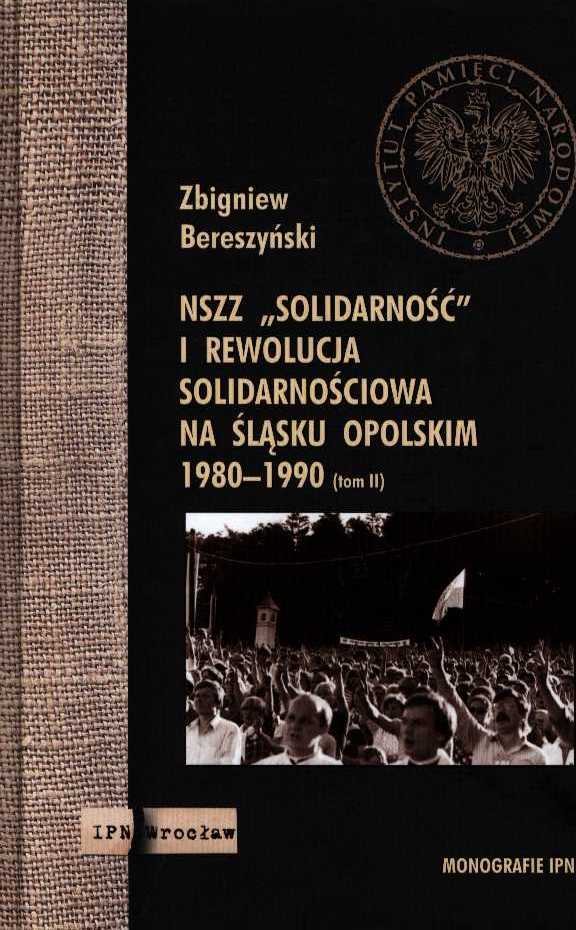 INSTYTUT PAMIĘCI NARODOWEJ
Zbigniew
Bereszyński
NSZZ „SOLIDARNOŚĆ”
I REWOLUCJA
SOLIDARNOŚCIOWA
NA ŚLĄSKU OPOLSKIM
1980–1990 (tom II)
IPN Wrocław
MONOGRAFIE IPN